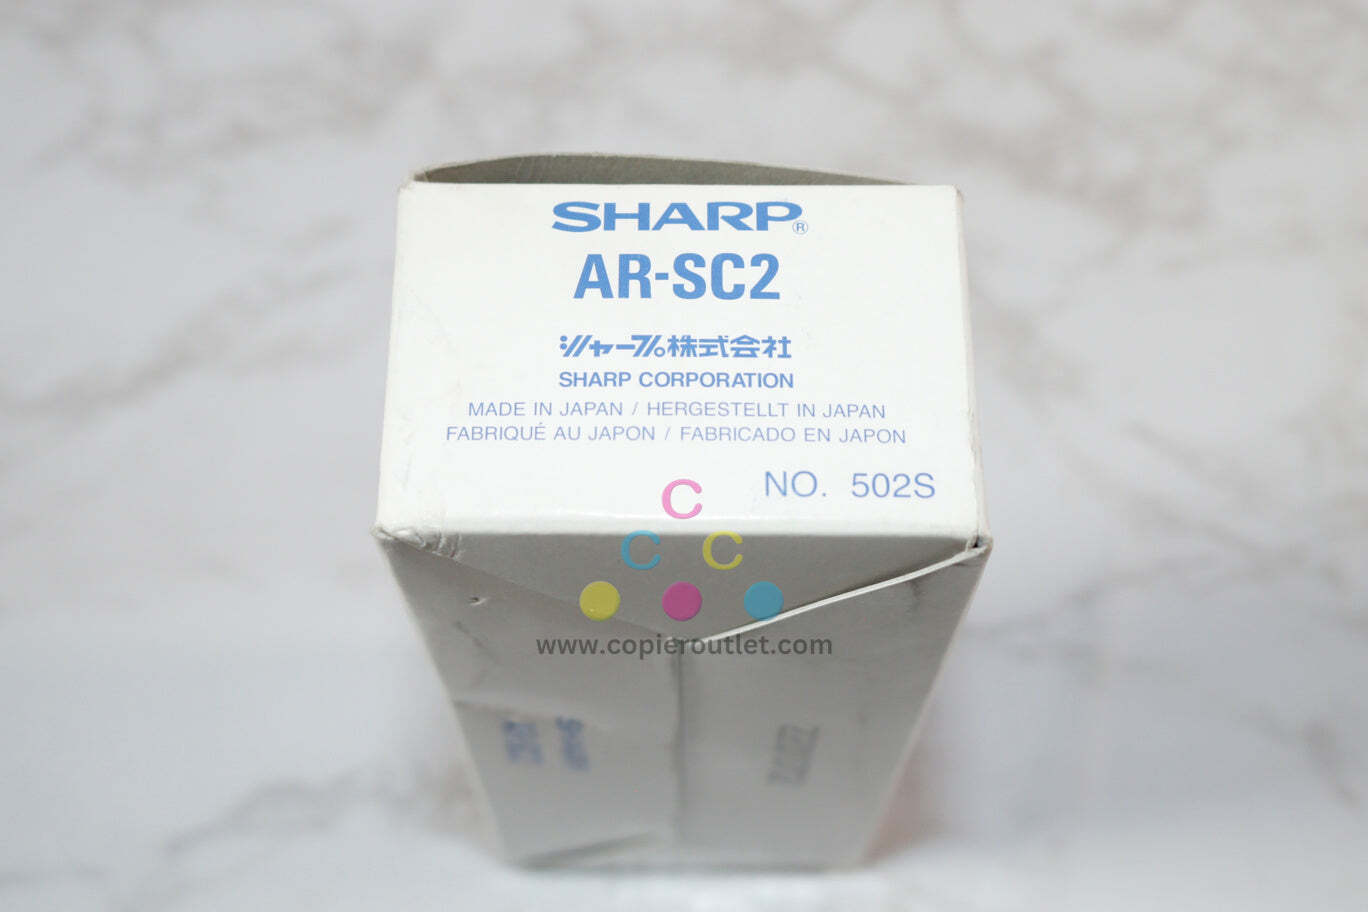 SHARP®
AR-SC2
シャープ株式会社
SHARP CORPORATION
MADE IN JAPAN / HERGESTELLT IN JAPAN
FABRIQUÉ AU JAPON / FABRICADO EN JAPON
NO. 502S
C
C C
www.copieroutlet.com
SHARP